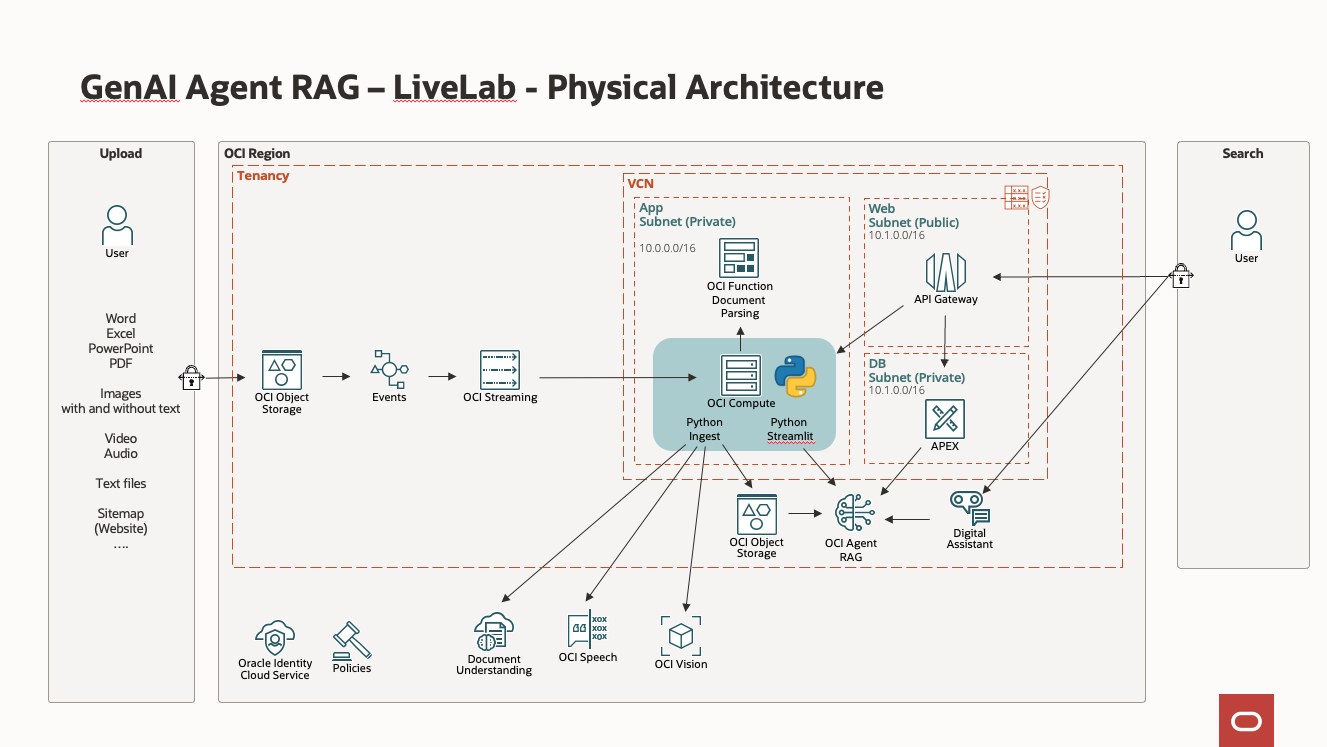 GenAI Agent RAG – LiveLab - Physical Architecture
Upload
User
Word
Excel
PowerPoint
PDF
Images
with and without text
Video
Audio
Text files
Sitemap
(Website)
....
OCI Region
Tenancy
OCI Object
Storage
Events
OCI Streaming
VCN
App
Subnet (Private)
10.0.0.0/16
OCI Function
Document
Parsing
OCI Compute
Python
Ingest
Python
Streamlit
Web
Subnet (Public)
10.1.0.0/16
API Gateway
DB
Subnet (Private)
10.1.0.0/16
APEX
OCI Object
Storage
OCI Agent
RAG
Digital
Assistant
Oracle Identity
Cloud Service
Policies
Document
Understanding
XOX
XOX
XOX
OCI Speech
OCI Vision
Search
User